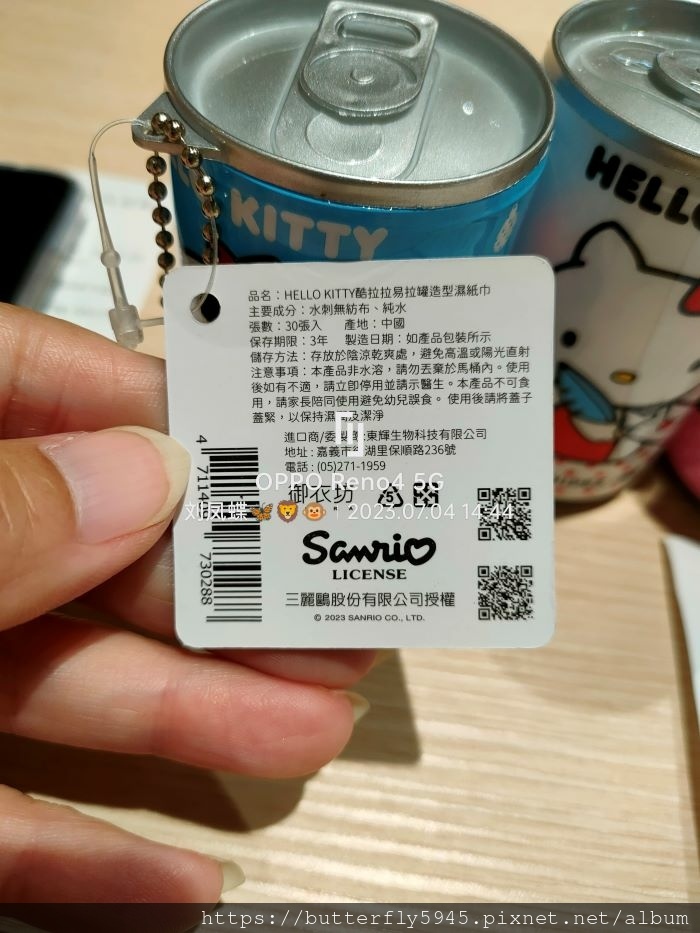 KITTY
HELLO
品名：HELLO KITTY酷拉拉易拉罐造型濕紙巾
主要成分：水刺無紡布、純水
張數：30張入 產地：中國
保存期限：3年 製造日期：如產品包裝所示
儲存方法：存放於陰涼乾爽處，避免高溫或陽光直射
注意事項：本產品非水溶，請勿丟棄於馬桶內。使用
後如有不適，請立卽停用並請示醫生。本產品不可食
用，請家長陪同使用避免幼兒誤食。使用後請將蓋子
蓋緊，以保持濕 及潔淨
進口商/委製 :東輝生物科技有限公司
地址：嘉義市 湖里保順路236號
電話：(05)271-1959
御衣坊
OPPO Reno4 5G
刘凤蝶 | 2023.07.04 14:44
4 7114 730288
Sanrio
LICENSE
三麗鷗股份有限公司授權
© 2023 SANRIO CO., LTD.
https://butterfly5945.pixnet.net/album